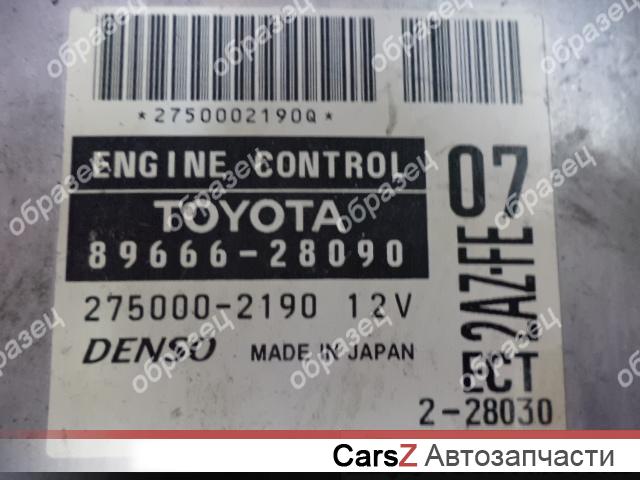 *2750002190Q*
ENGINE CONTROL
TOYOTA
89666-28090
275000-2190 12V
DENSO MADE IN JAPAN
07
2AZ-FE
ECT
2-28030
образец
CarsZ Автозапчасти